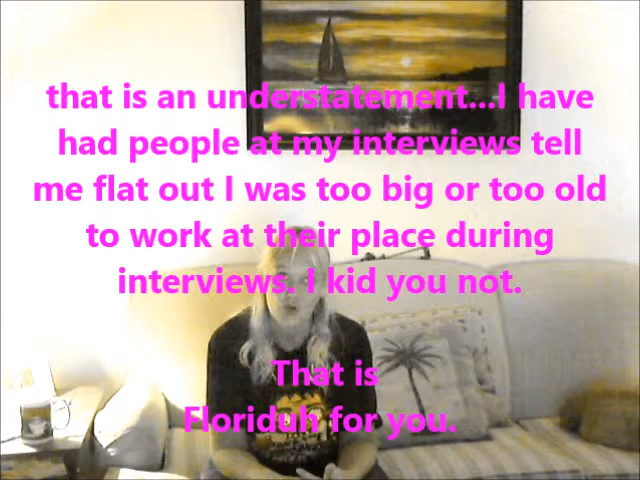 that is an understatement...I have
had people at my interviews tell
me flat out I was too big or too old
to work at their place during
interviews. I kid you not.
That is
Floriduh for you.